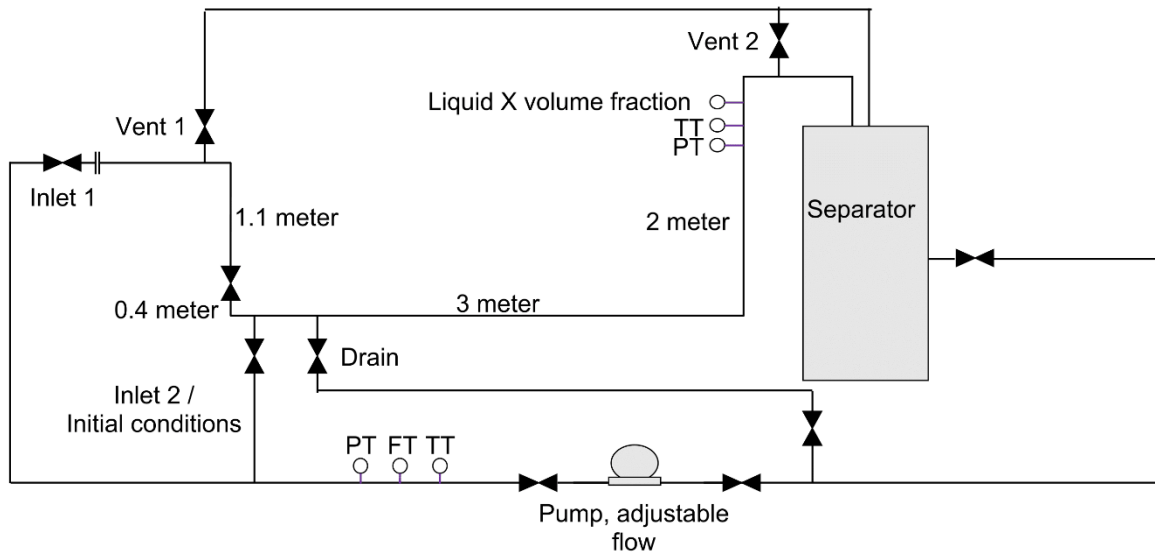 Vent 2
Liquid X volume fraction
TT
PT
Vent 1
Inlet 1
1.1 meter
2 meter
Separator
0.4 meter
3 meter
Drain
Inlet 2 /
Initial conditions
PT FT TT
Pump, adjustable
flow